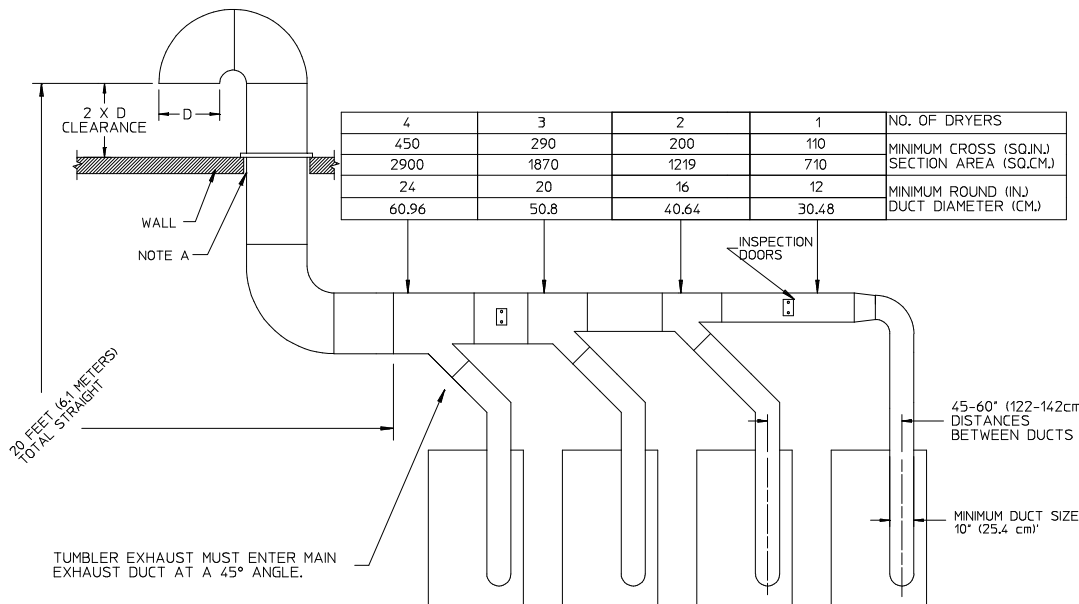 2 X D
CLEARANCE
D
4 3 2 1 NO. OF DRYERS
450 290 200 110 MINIMUM CROSS (SQ.IN.)
2900 1870 1219 710 SECTION AREA (SQ.CM.)
24 20 16 12 MINIMUM ROUND (IN.)
60.96 50.8 40.64 30.48 DUCT DIAMETER (CM.)
WALL
NOTE A
INSPECTION
DOORS
20 FEET (6.1 METERS)
TOTAL STRAIGHT
45-60" (122-142cm
DISTANCES
BETWEEN DUCTS
MINIMUM DUCT SIZE
10" (25.4 cm)'
TUMBLER EXHAUST MUST ENTER MAIN
EXHAUST DUCT AT A 45° ANGLE.